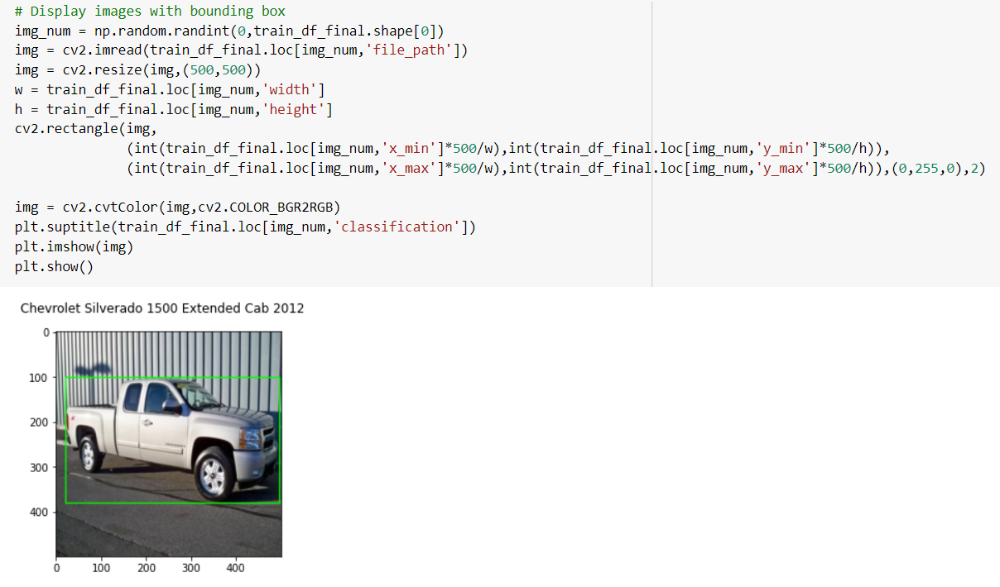 # Display images with bounding box
img_num = np.random.randint(0,train_df_final.shape[0])
img = cv2.imread(train_df_final.loc[img_num,'file_path'])
img = cv2.resize(img,(500,500))
w = train_df_final.loc[img_num,'width']
h = train_df_final.loc[img_num,'height']
cv2.rectangle(img,
(int(train_df_final.loc[img_num,'x_min']*500/w),int(train_df_final.loc[img_num,'y_min']*500/h)),
(int(train_df_final.loc[img_num,'x_max']*500/w),int(train_df_final.loc[img_num,'y_max']*500/h)),(0,255,0),2)
img = cv2.cvtColor(img,cv2.COLOR_BGR2RGB)
plt.suptitle(train_df_final.loc[img_num,'classification'])
plt.imshow(img)
plt.show()
Chevrolet Silverado 1500 Extended Cab 2012
0
100
200
300
400
0 100 200 300 400